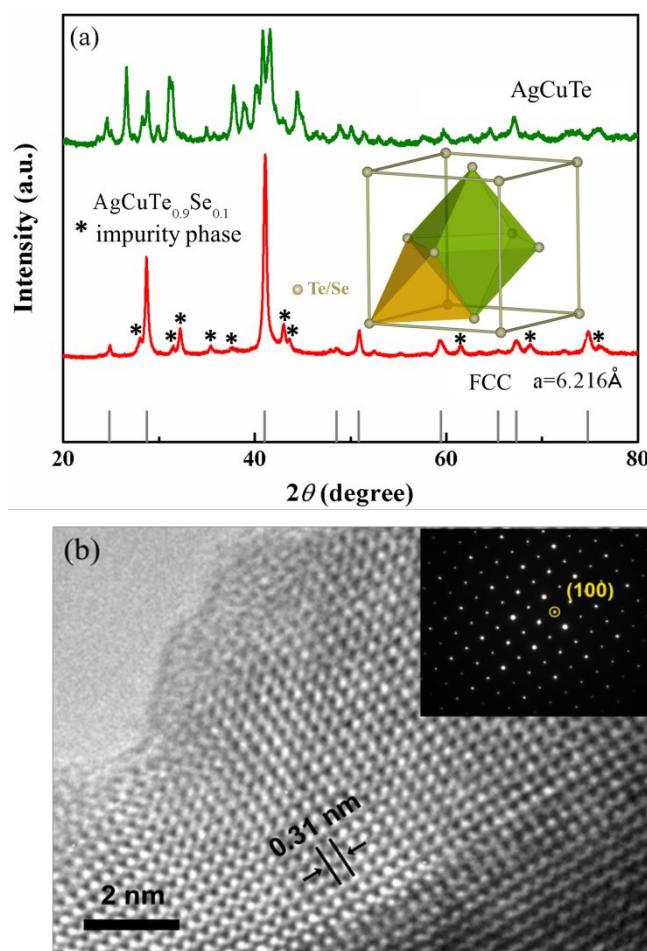 (a)
AgCuTe
AgCuTe0.9Se0.1
* impurity phase
Te/Se
* * * * * * * * * *
FCC a=6.216Å
Intensity (a.u.)
20 40 60 80
2θ (degree)
(b)
(100)
0.31 nm
2 nm